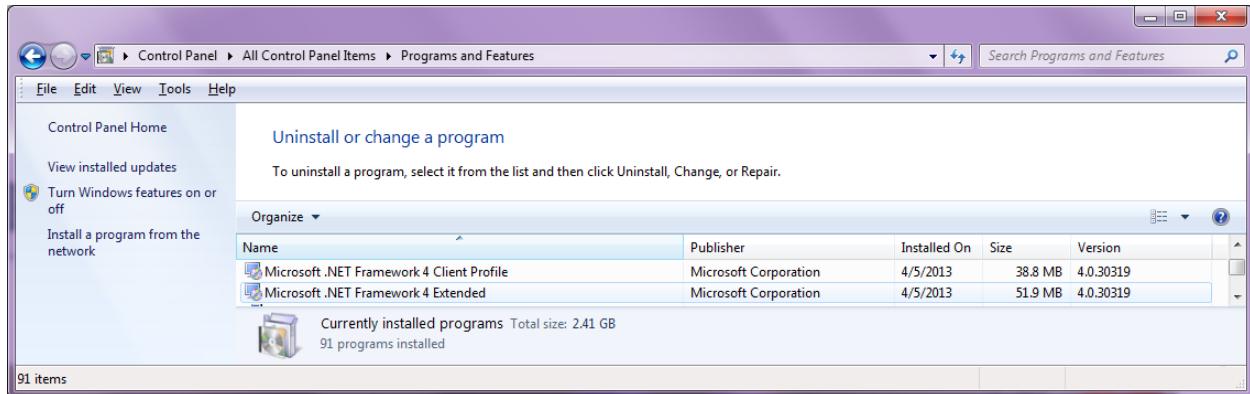 Control Panel All Control Panel Items Programs and Features Search Programs and Features
File Edit View Tools Help
Control Panel Home
View installed updates
Turn Windows features on or
off
Install a program from the
network
Uninstall or change a program
To uninstall a program, select it from the list and then click Uninstall, Change, or Repair.
Organize
Name Publisher Installed On Size Version
Microsoft .NET Framework 4 Client Profile Microsoft Corporation 4/5/2013 38.8 MB 4.0.30319
Microsoft .NET Framework 4 Extended Microsoft Corporation 4/5/2013 51.9 MB 4.0.30319
Currently installed programs Total size: 2.41 GB
91 programs installed
91 items